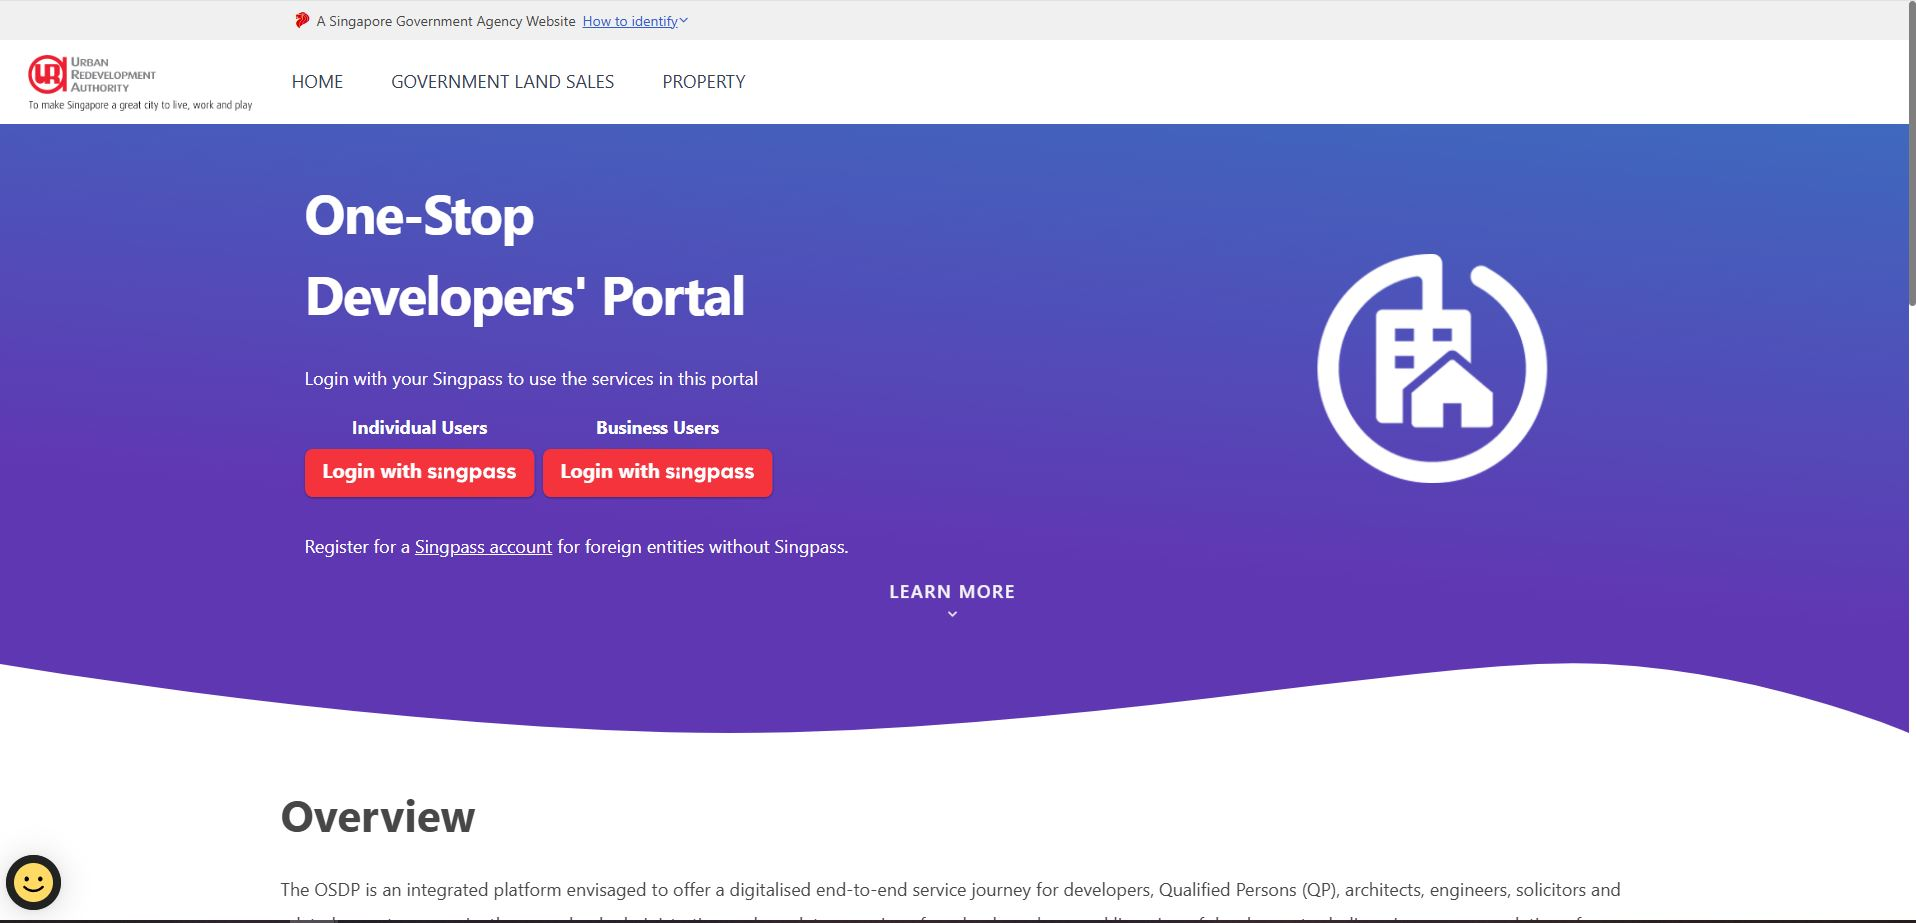 A Singapore Government Agency Website How to identify
URBAN
REDEVELOPMENT
AUTHORITY
To make Singapore a great city to live, work and play
HOME GOVERNMENT LAND SALES PROPERTY
One-Stop
Developers' Portal
Login with your Singpass to use the services in this portal
Individual Users Business Users
Login with singpass Login with singpass
Register for a Singpass account for foreign entities without Singpass.
LEARN MORE
Overview
The OSDP is an integrated platform envisaged to offer a digitalised end-to-end service journey for developers, Qualified Persons (QP), architects, engineers, solicitors and